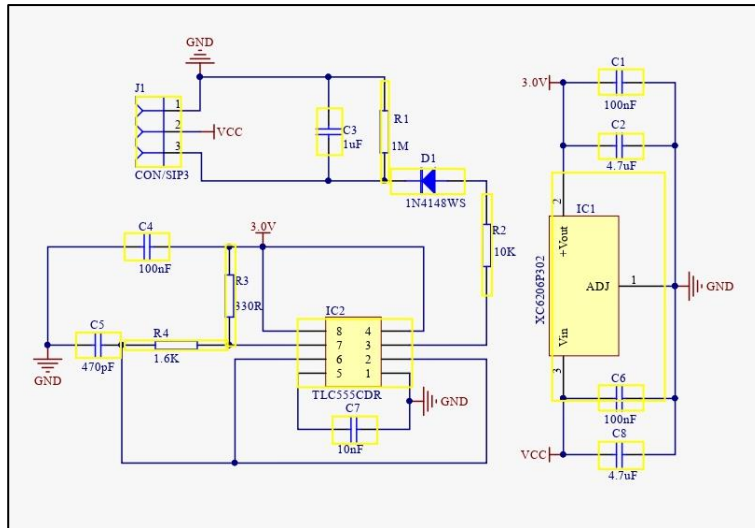 GND
J1
1
2
3
VCC
CON/SIP3
C3
1uF
R1
1M
D1
1N4148WS
R2
10K
C4
100nF
3.0V
R3
330R
C5
470pF
R4
1.6K
GND
IC2
8 4
7 3
6 2
5 1
TLC555CDR
C7
10nF
GND
C1
100nF
3.0V
C2
4.7uF
2
IC1
+Vout
XC6206P302
ADJ
1
GND
Vin
3
C6
100nF
VCC
C8
4.7uF